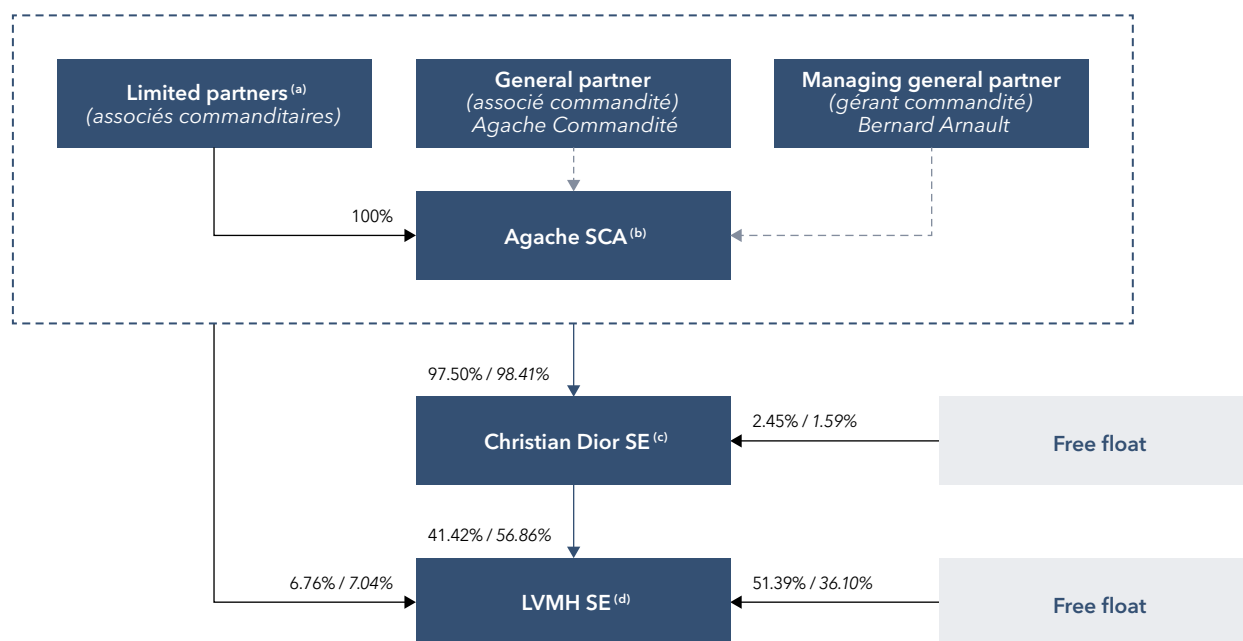 Limited partners (a)
(associés commanditaires)
General partner
(associé commandité)
Agache Commandité
Managing general partner
(gérant commandité)
Bernard Arnault
100%
Agache SCA (b)
97.50% / 98.41%
Christian Dior SE (c)
2.45% / 1.59%
Free float
41.42% / 56.86%
6.76% / 7.04%
LVMH SE (d)
51.39% / 36.10%
Free float